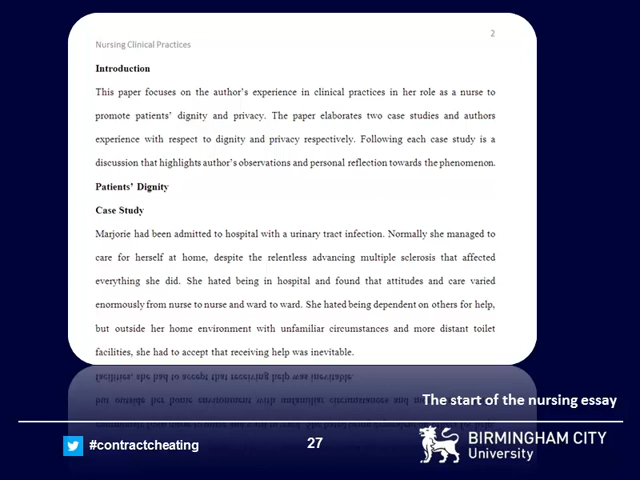 2
Nursing Clinical Practices
Introduction
This paper focuses on the author's experience in clinical practices in her role as a nurse to
promote patients' dignity and privacy. The paper elaborates two case studies and authors
experience with respect to dignity and privacy respectively. Following each case study is a
discussion that highlights author's observations and personal reflection towards the phenomenon.
Patients' Dignity
Case Study
Marjorie had been admitted to hospital with a urinary tract infection. Normally she managed to
care for herself at home, despite the relentless advancing multiple sclerosis that affected
everything she did. She hated being in hospital and found that attitudes and care varied
enormously from nurse to nurse and ward to ward. She hated being dependent on others for help,
but outside her home environment with unfamiliar circumstances and more distant toilet
facilities, she had to accept that receiving help was inevitable.
The start of the nursing essay
#contractcheating
27
BIRMINGHAM CITY
University